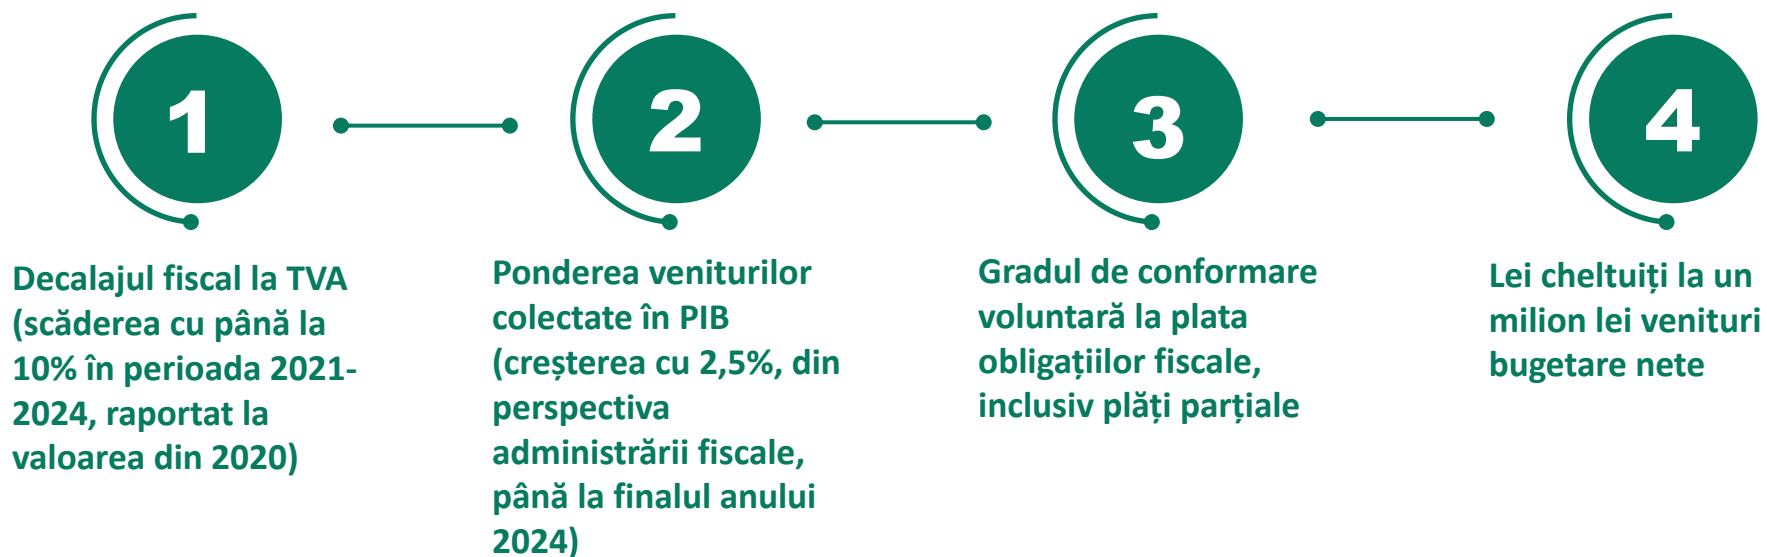 1
Decalajul fiscal la TVA
(scăderea cu până la
10% în perioada 2021-
2024, raportat la
valoarea din 2020)
2
Ponderea veniturilor
colectate în PIB
(creșterea cu 2,5%, din
perspectiva
administrării fiscale,
până la finalul anului
2024)
3
Gradul de conformare
voluntară la plata
obligațiilor fiscale,
inclusiv plăți parțiale
4
Lei cheltuiți la un
milion lei venituri
bugetare nete